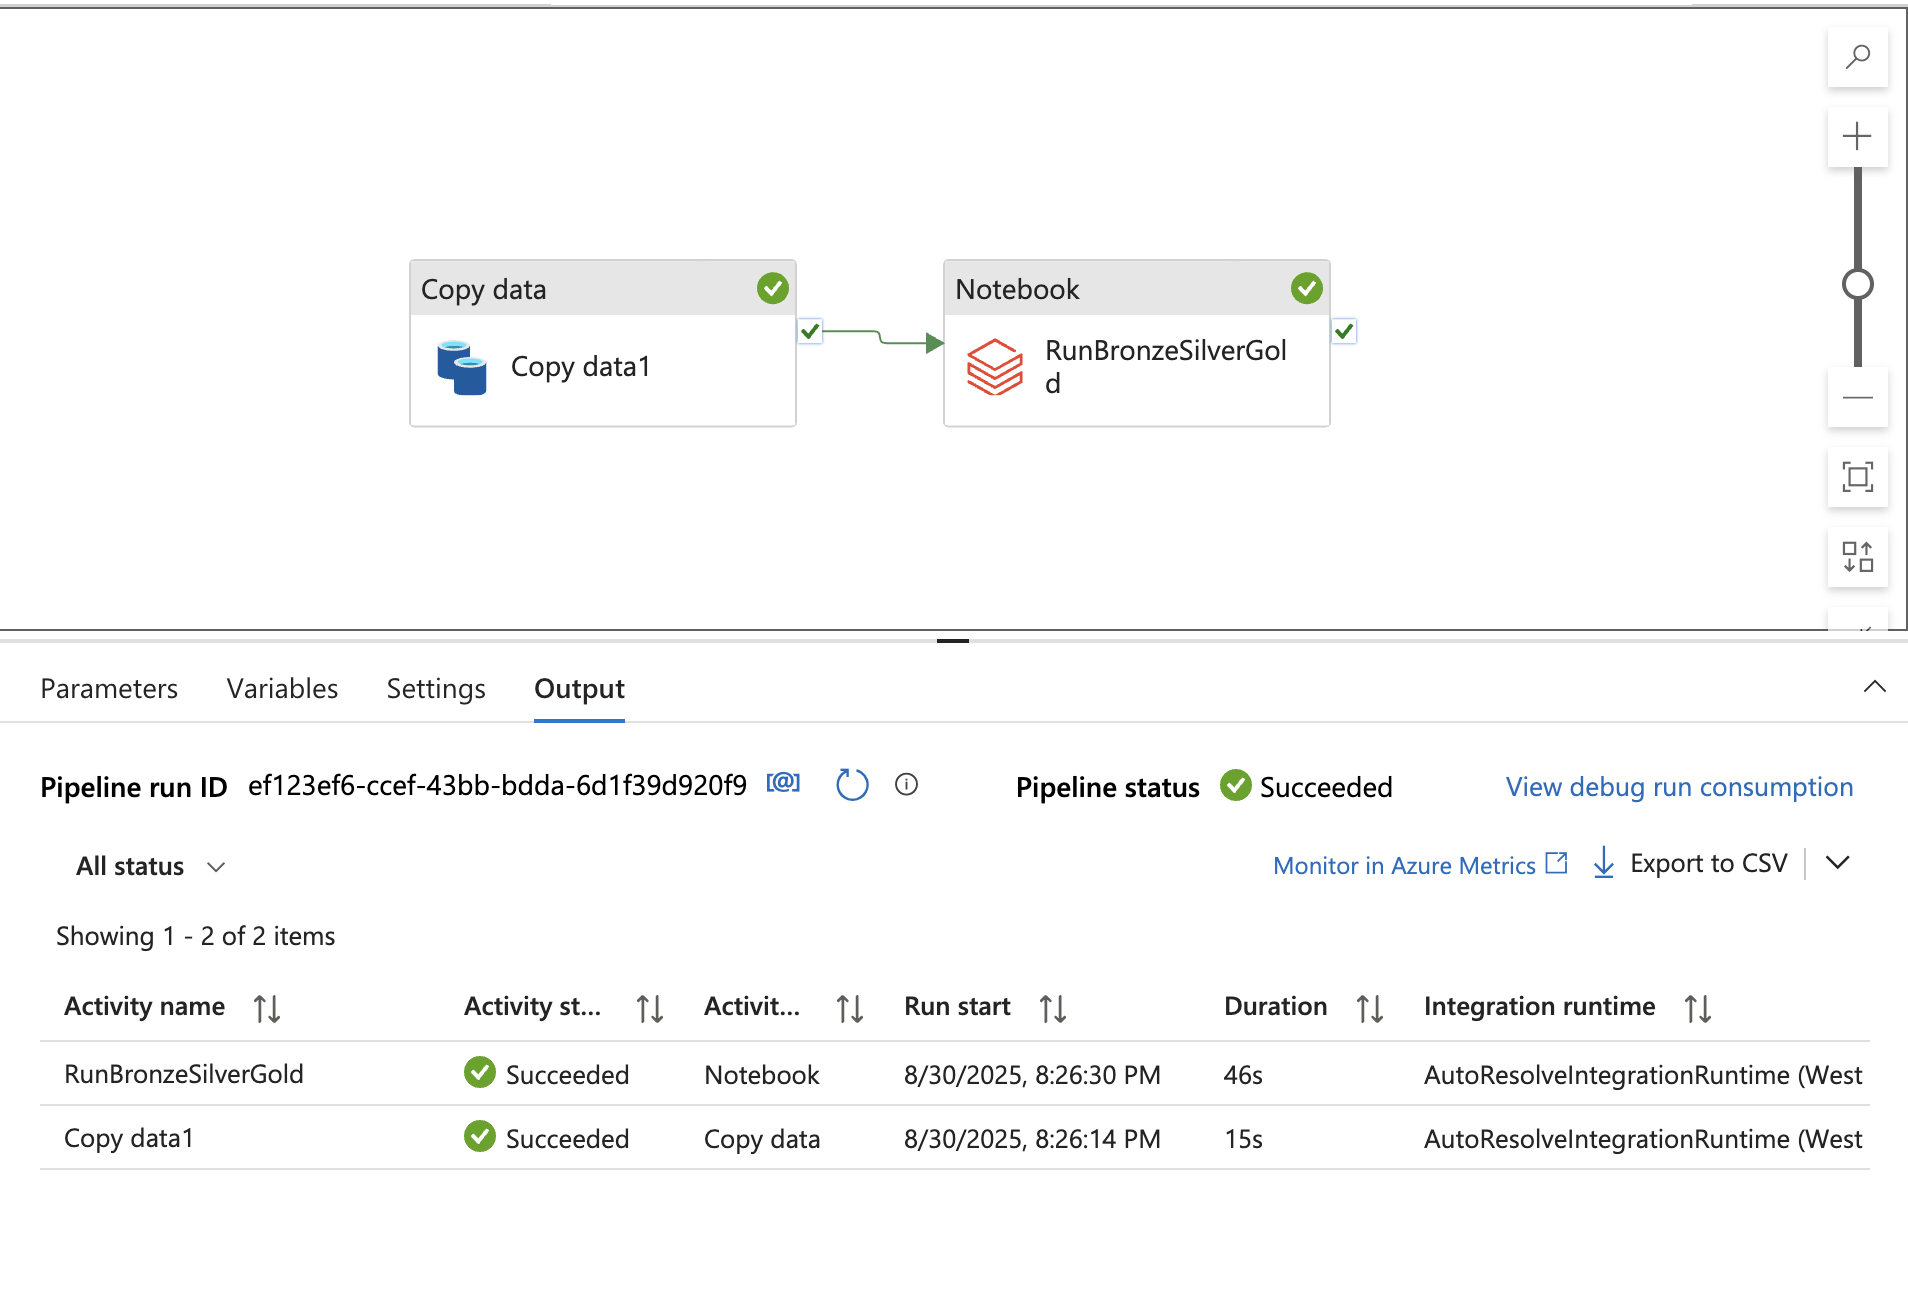 Copy data
Copy data1
Notebook
RunBronzeSilverGol
d
Parameters Variables Settings Output
Pipeline run ID ef123ef6-ccef-43bb-bdda-6d1f39d920f9 [@] Pipeline status Succeeded View debug run consumption
All status Monitor in Azure Metrics Export to CSV
Showing 1 - 2 of 2 items
Activity name Activity st... Activit... Run start Duration Integration runtime
RunBronzeSilverGold Succeeded Notebook 8/30/2025, 8:26:30 PM 46s AutoResolveIntegrationRuntime (West
Copy data1 Succeeded Copy data 8/30/2025, 8:26:14 PM 15s AutoResolveIntegrationRuntime (West